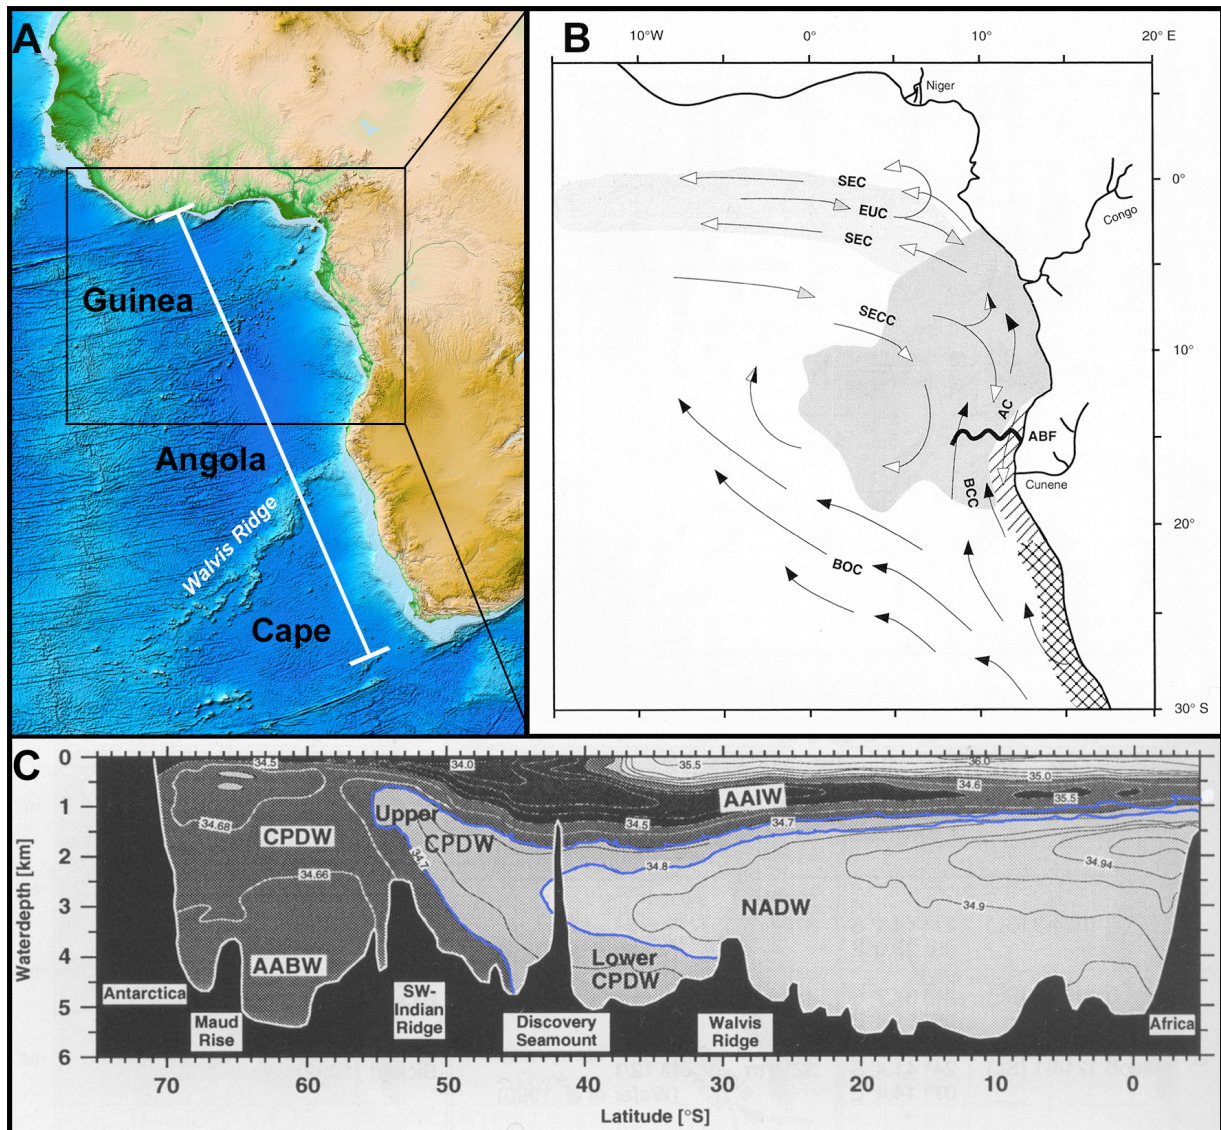 A
Guinea
Angola
Walvis Ridge
Cape
B
10°W
0°
10°
20° E
Niger
SEC
0°
EUC
Congo
SEC
SECC
10°
AC
ABF
BCC
Cunene
20°
BOC
30° S
C
0
34.5
34.0
35.5
36.0
35.0
34.6
AAIW
35.5
1
Upper
34.68
34.5
34.7
CPDW
CPDW
2
34.7
34.8
34.94
34.66
3
NADW
34.9
4
AABW
Lower
CPDW
5
Antarctica
SW-
Indian
Ridge
Maud
Rise
Discovery
Seamount
Walvis
Ridge
Africa
6
Waterdepth [km]
70
60
50
40
30
20
10
0
Latitude [°S]